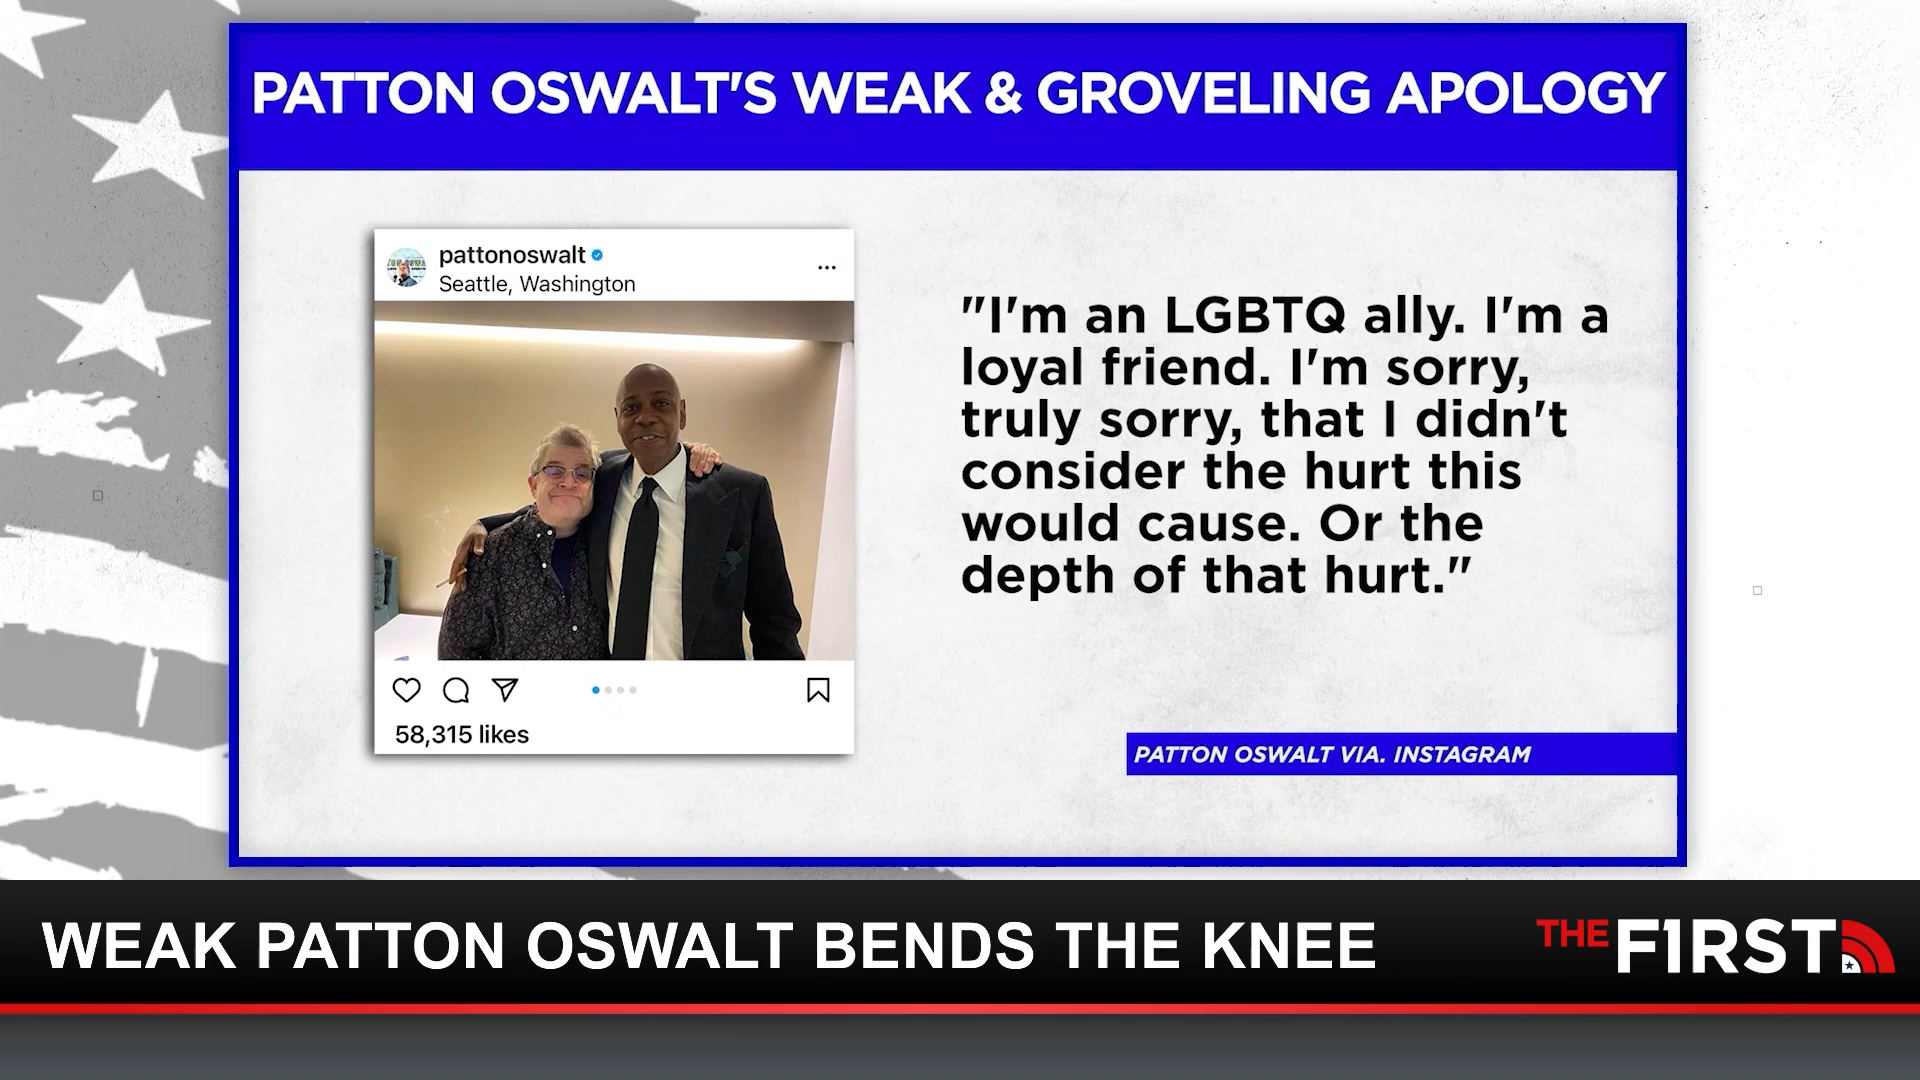 PATTON OSWALT'S WEAK & GROVELING APOLOGY
pattonoswalt
Seattle, Washington
58,315 likes
"I'm an LGBTQ ally. I'm a
loyal friend. I'm sorry,
truly sorry, that I didn't
consider the hurt this
would cause. Or the
depth of that hurt."
PATTON OSWALT VIA. INSTAGRAM
WEAK PATTON OSWALT BENDS THE KNEE
THE F1RST